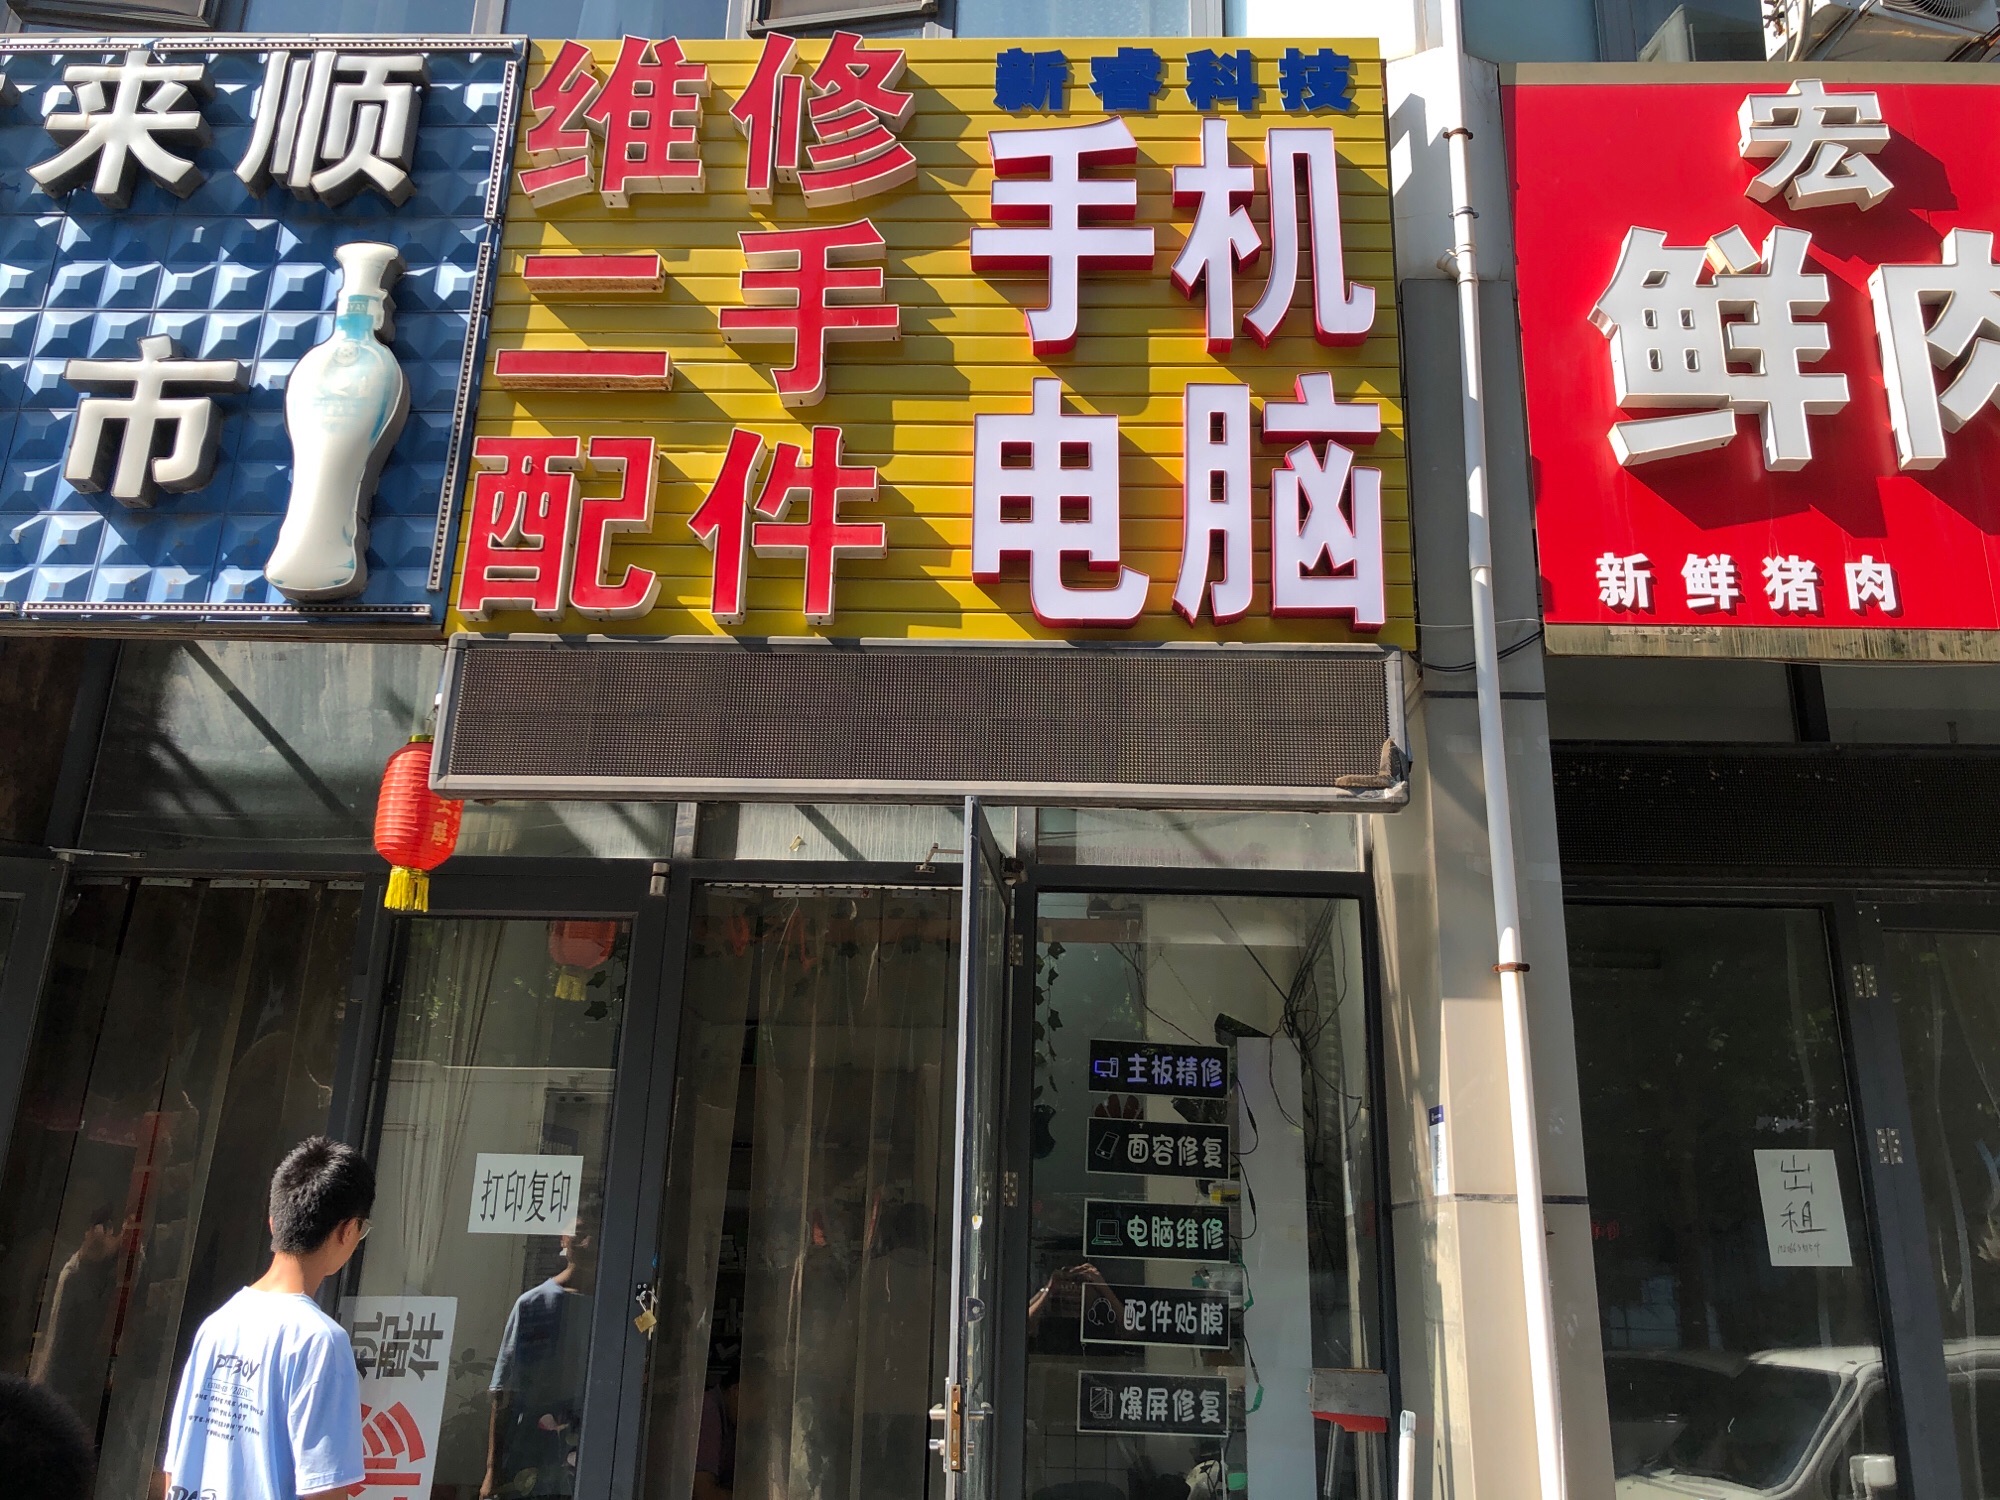 来顺
市
维修
二手
配件
新睿科技
手机
电脑
宏
鲜肉
新鲜猪肉
主板精修
面容修复
电脑维修
配件贴膜
爆屏修复
打印复印
出
租